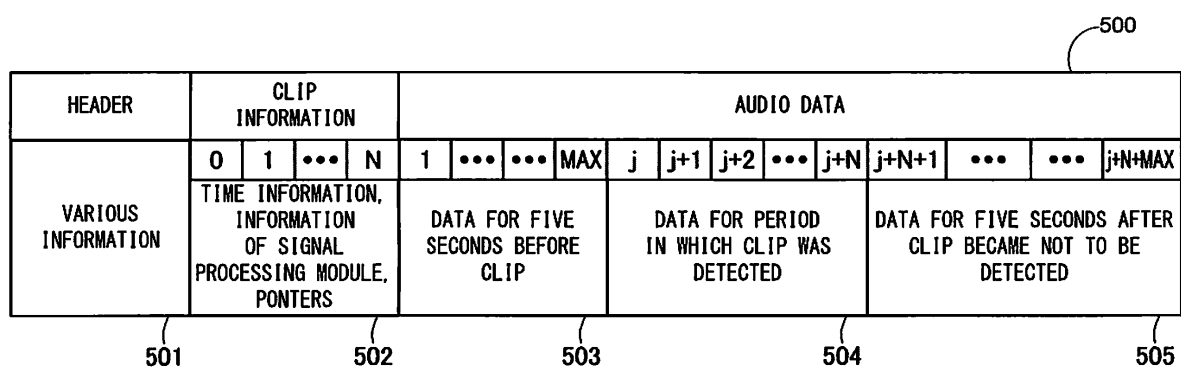 500
HEADER
CLIP
INFORMATION
AUDIO DATA
0 1 ••• N 1 ••• ••• MAX j j+1 j+2 ••• j+N j+N+1 ••• ••• j+N+MAX
VARIOUS
INFORMATION
TIME INFORMATION,
INFORMATION
OF SIGNAL
PROCESSING MODULE,
PONTERS
DATA FOR FIVE
SECONDS BEFORE
CLIP
DATA FOR PERIOD
IN WHICH CLIP WAS
DETECTED
DATA FOR FIVE SECONDS AFTER
CLIP BECAME NOT TO BE
DETECTED
501 502 503 504 505